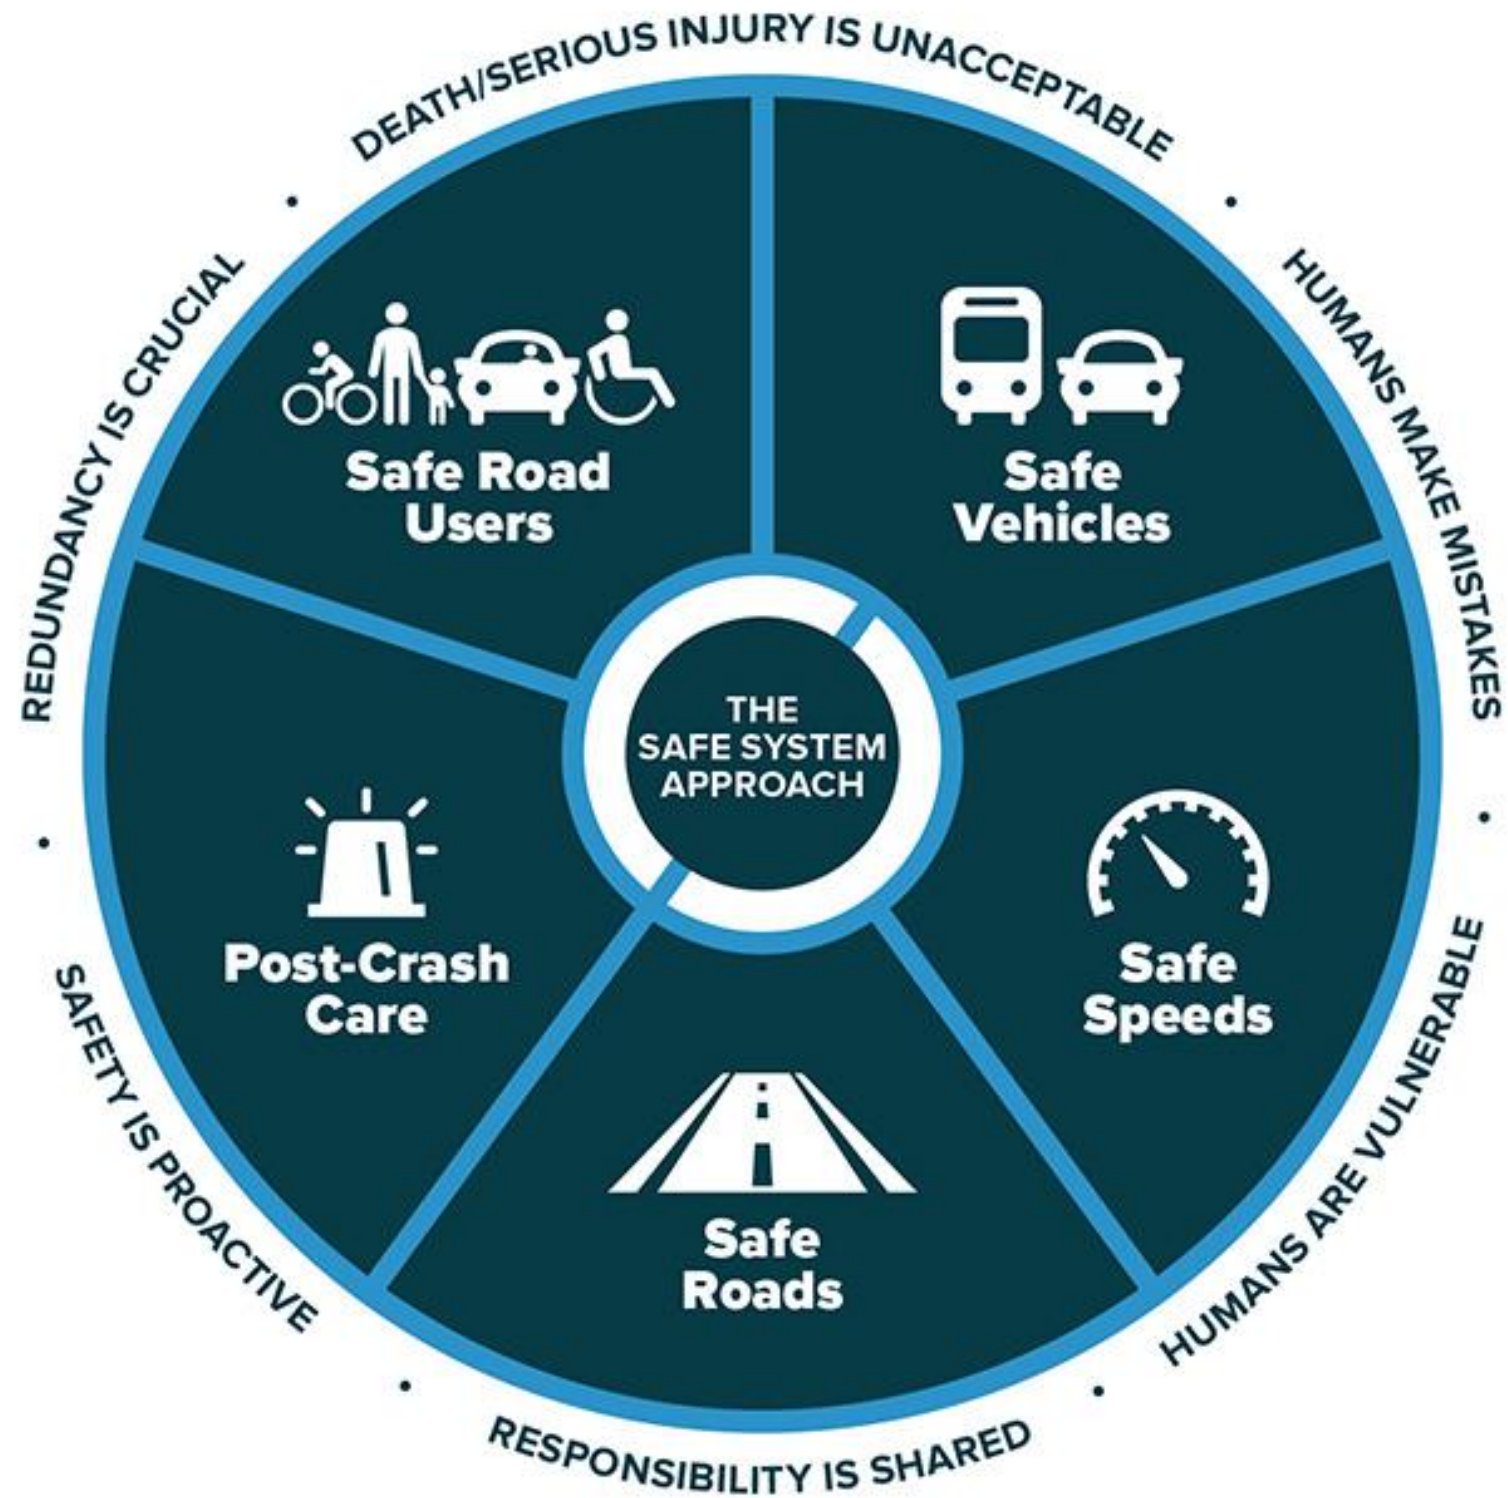 DEATH/SERIOUS INJURY IS UNACCEPTABLE
HUMANS MAKE MISTAKES
HUMANS ARE VULNERABLE
RESPONSIBILITY IS SHARED
SAFETY IS PROACTIVE
REDUNDANCY IS CRUCIAL
Safe Road
Users
Safe
Vehicles
Safe
Speeds
Safe
Roads
Post-Crash
Care
THE
SAFE SYSTEM
APPROACH